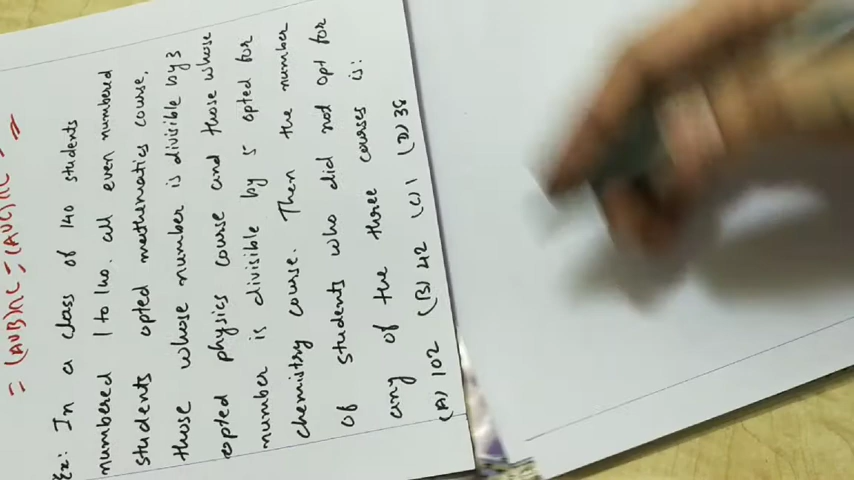 = (AUB)nC = (AUC)n(
Ex: In a class of 140 students
numbered 1 to 140. all even numbered
students opted mathematics course,
those whose number is divisible by 3
opted physics course and those whose
number is divisible by 5 opted for
chemistry course. Then the number
of students who did not opt for
any of the three courses is:
(A) 102 (B) 42 (C) 1 (D) 38